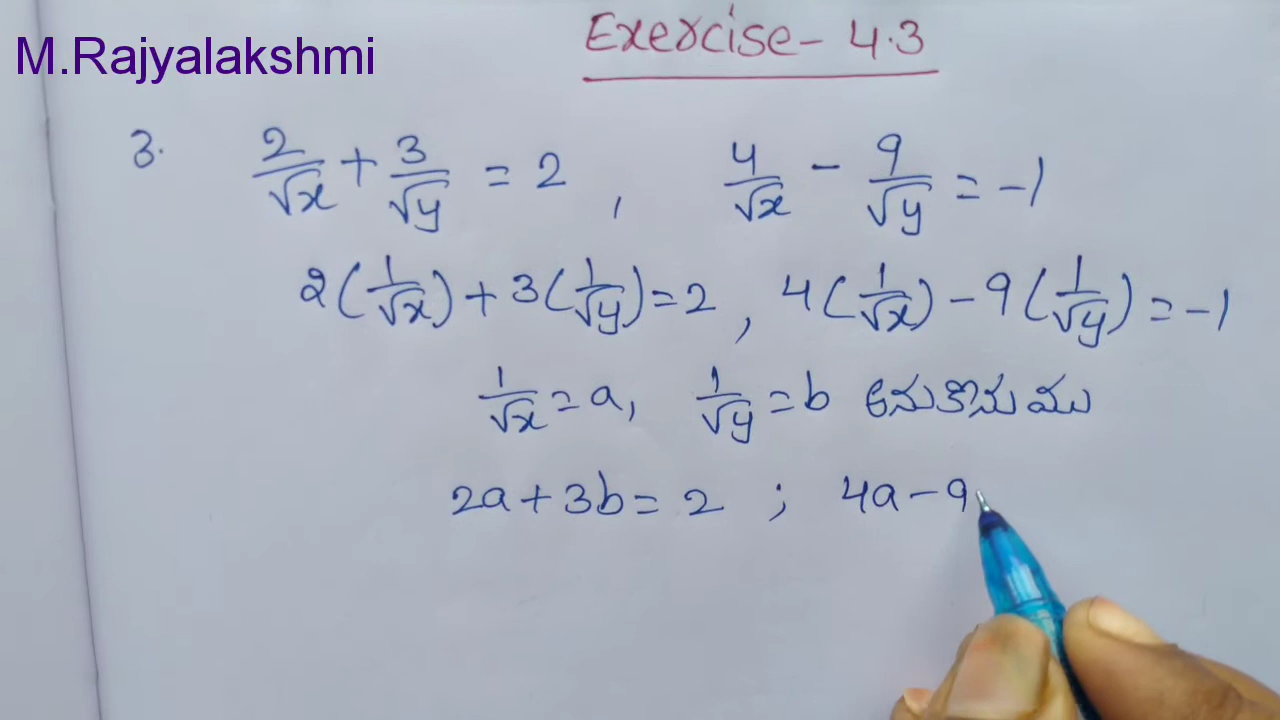 M.Rajyalakshmi
Exercise- 4.3
3. 2/√x + 3/√y = 2 , 4/√x - 9/√y = -1
2(1/√x) + 3(1/√y) = 2 , 4(1/√x) - 9(1/√y) = -1
1/√x = a, 1/√y = b అనుకొనుము
2a + 3b = 2 ; 4a - 9